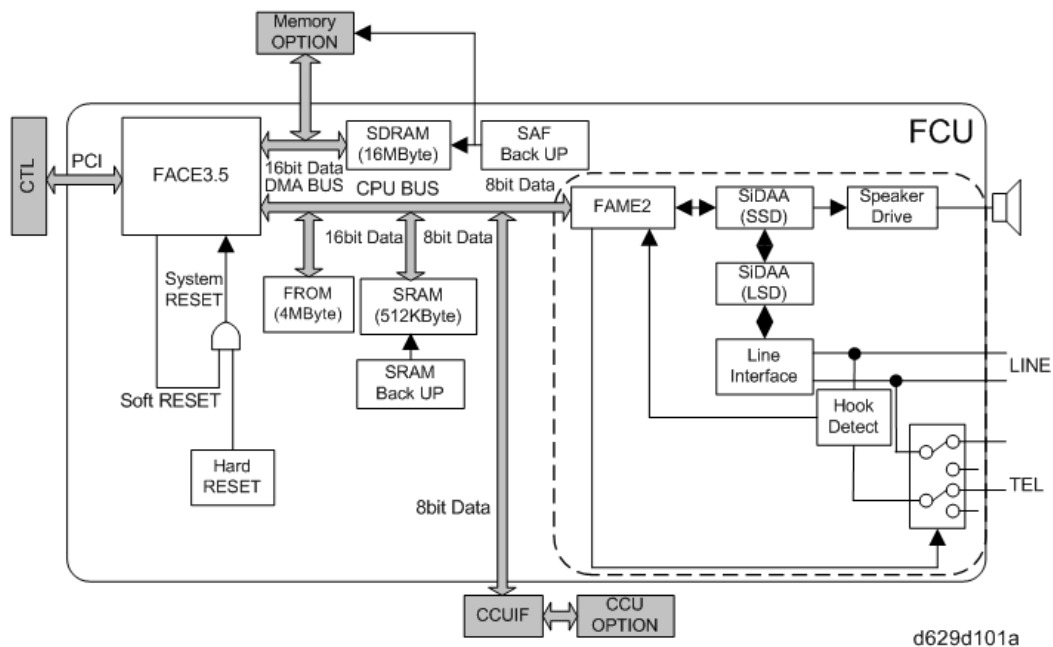 Memory
OPTION
FCU
CTL
PCI
FACE3.5
SDRAM
(16MByte)
SAF
Back UP
16bit Data
DMA BUS
CPU BUS
8bit Data
FAME2
SiDAA
(SSD)
Speaker
Drive
16bit Data
8bit Data
System
RESET
FROM
(4MByte)
SRAM
(512KByte)
SiDAA
(LSD)
SRAM
Back UP
Line
Interface
LINE
Soft RESET
Hook
Detect
Hard
RESET
TEL
8bit Data
CCUIF
CCU
OPTION
d629d101a